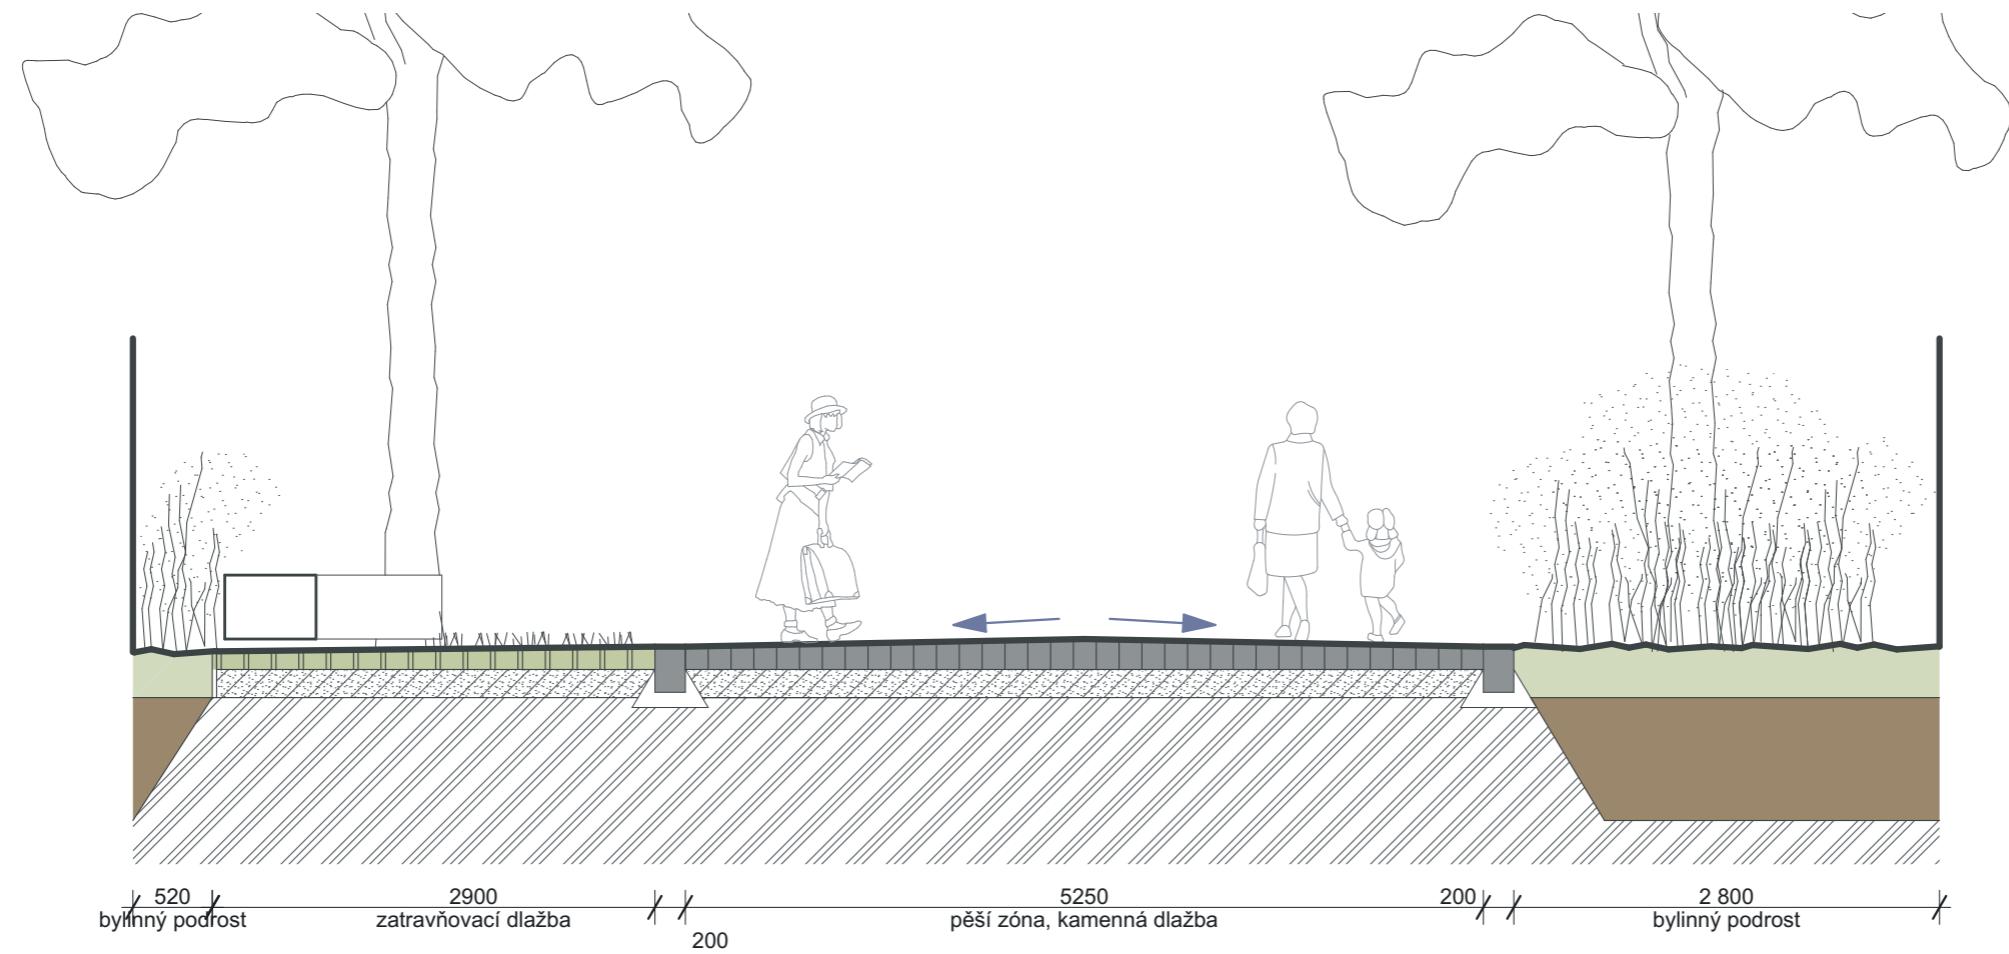 520 2900 5250 200 2 800
bylinný podrost zatravňovací dlažba pěší zóna, kamenná dlažba bylinný podrost
200